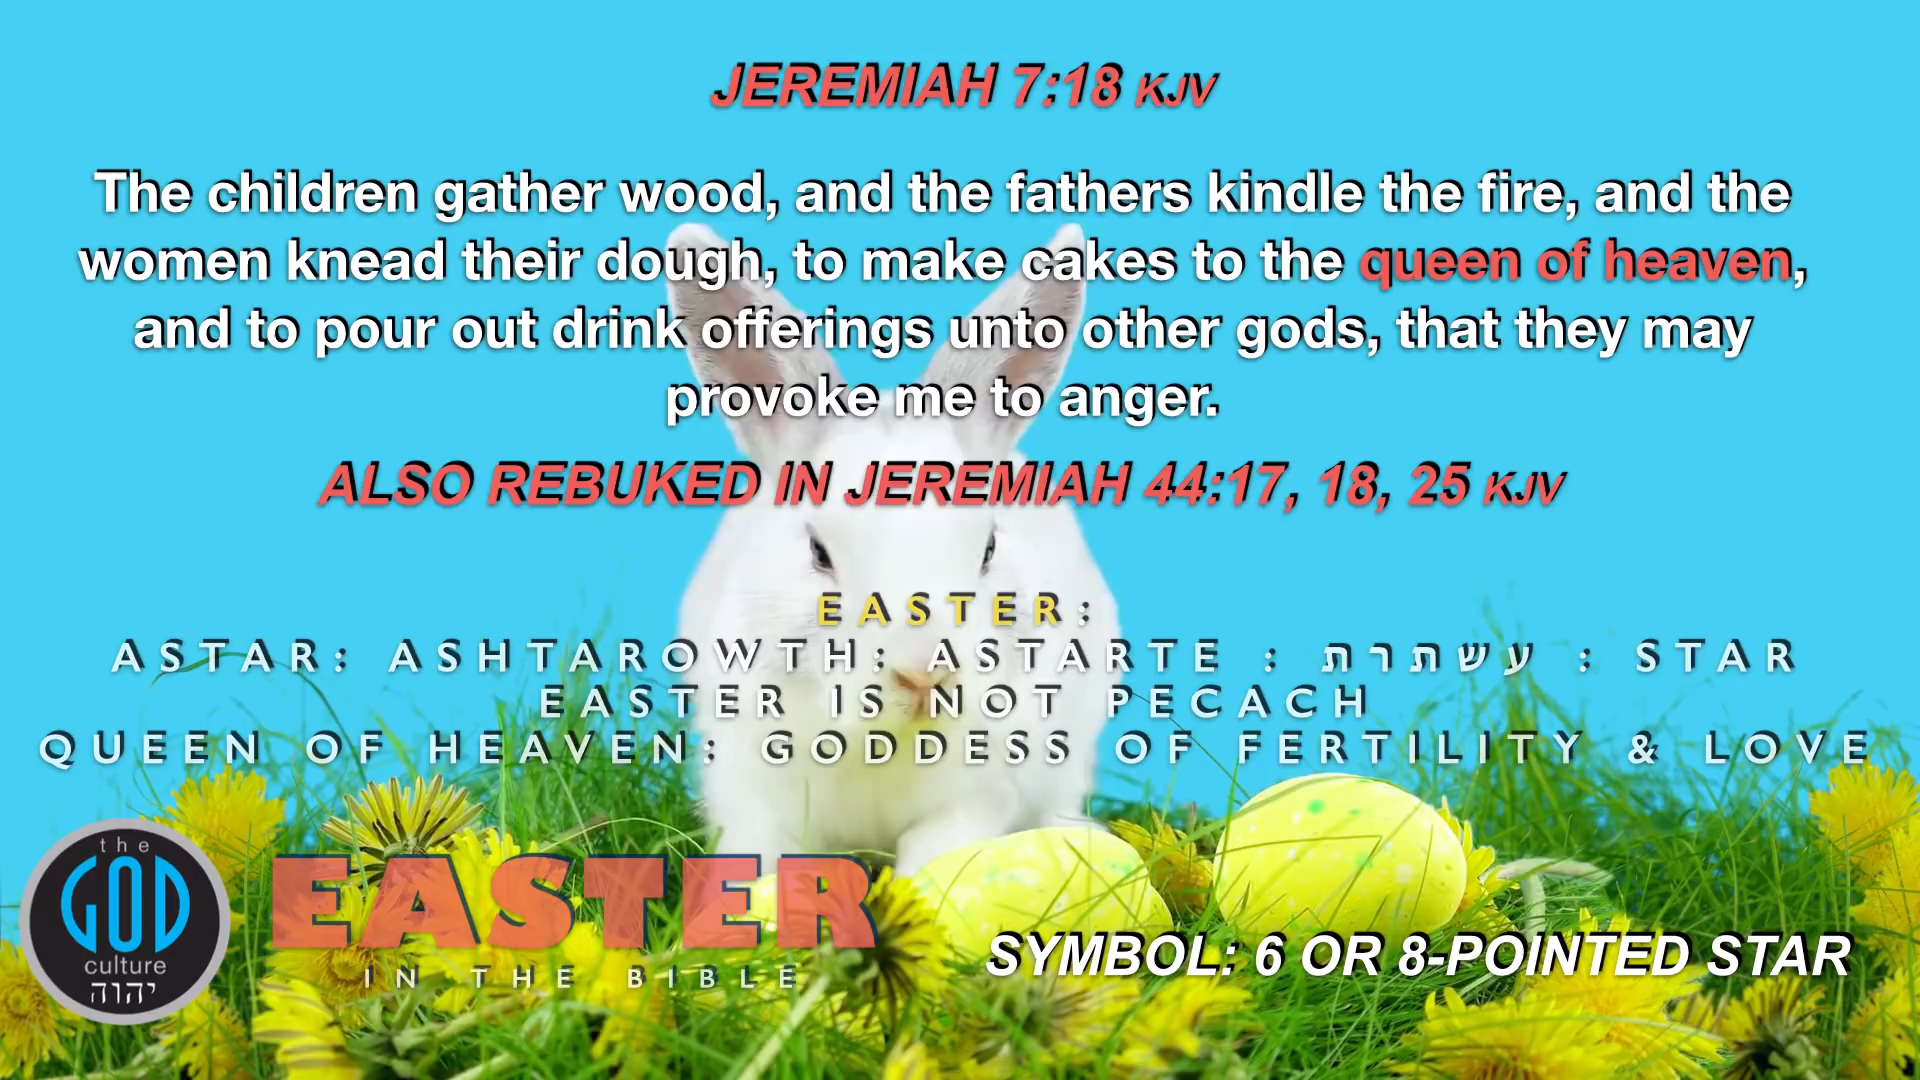 JEREMIAH 7:18 KJV
The children gather wood, and the fathers kindle the fire, and the
women knead their dough, to make cakes to the queen of heaven,
and to pour out drink offerings unto other gods, that they may
provoke me to anger.
ALSO REBUKED IN JEREMIAH 44:17, 18, 25 KJV
EASTER:
ASTAR: ASHTAROWTH: ASTARTE : עשתרת : STAR
EASTER IS NOT PECACH
QUEEN OF HEAVEN: GODDESS OF FERTILITY & LOVE
the
GOD
culture
יהוה
EASTER
IN THE BIBLE
SYMBOL: 6 OR 8-POINTED STAR